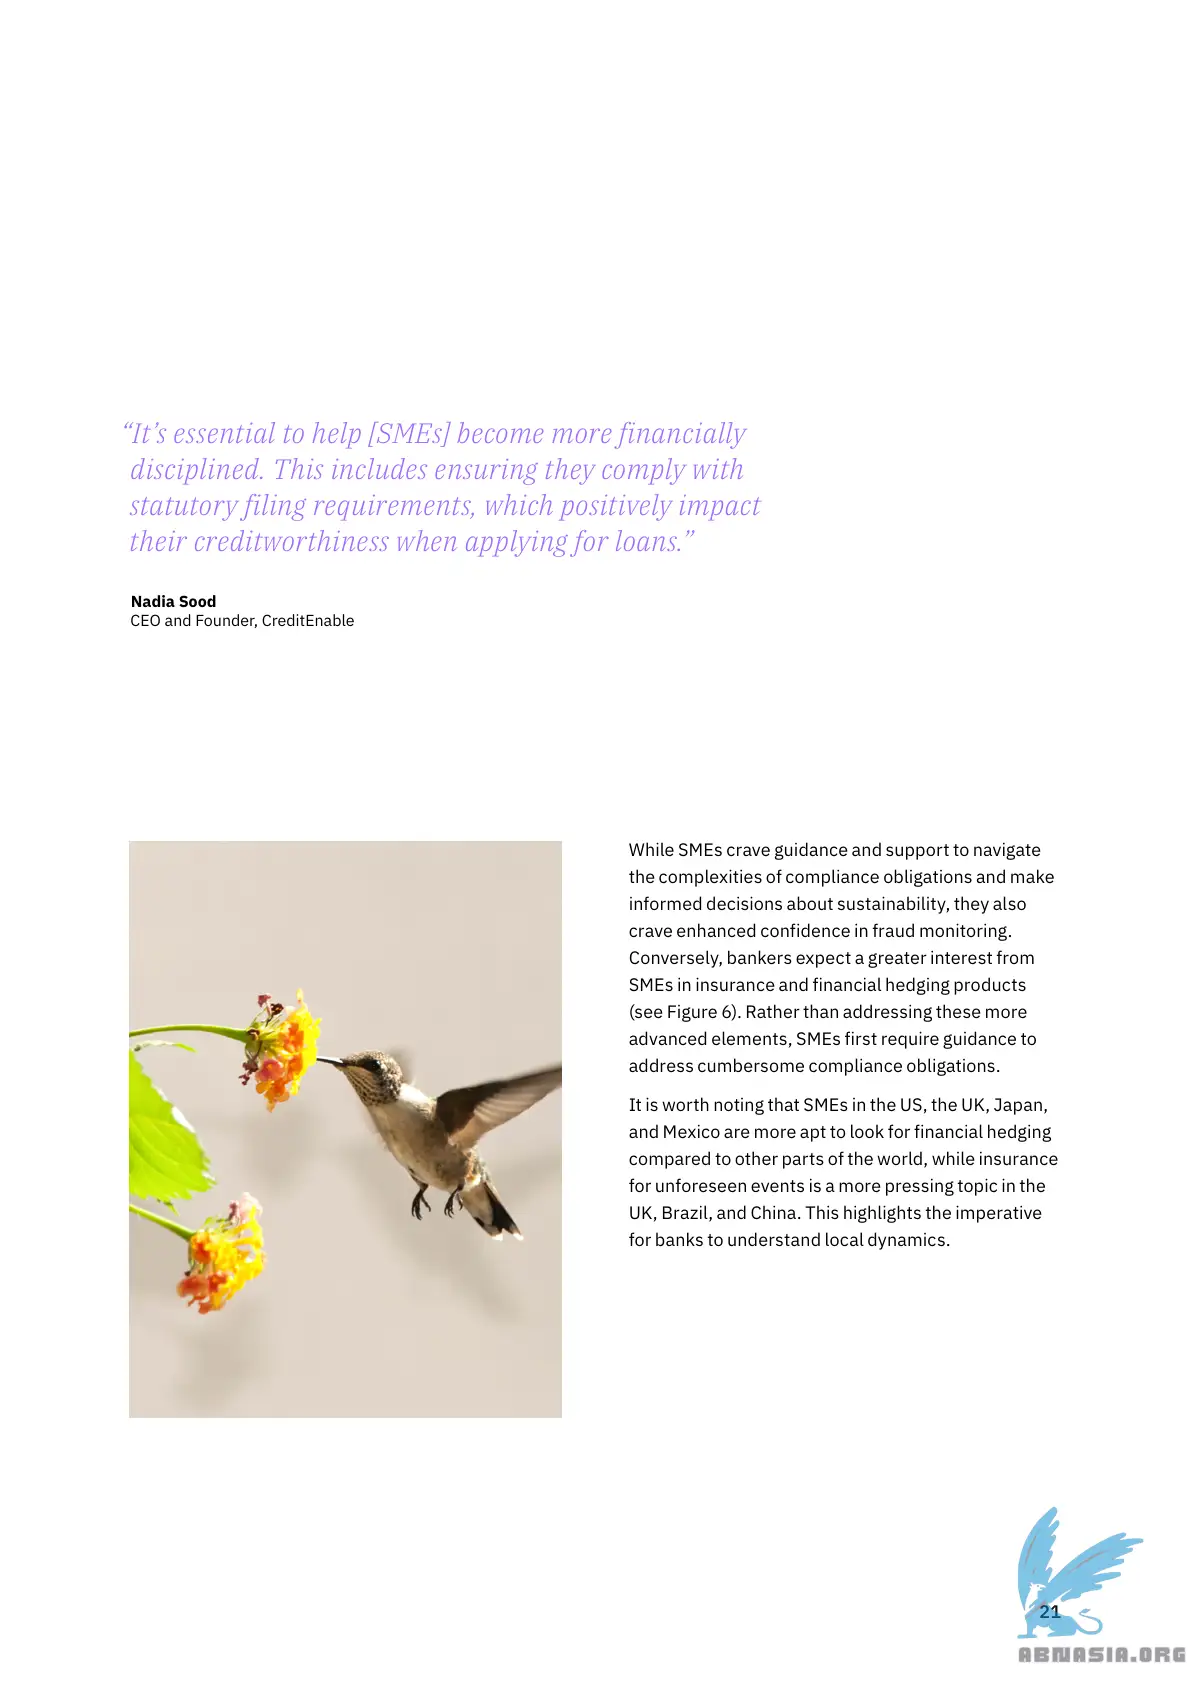 “It’s essential to help [SMEs] become more financially
disciplined. This includes ensuring they comply with
statutory filing requirements, which positively impact
their creditworthiness when applying for loans.”
Nadia Sood
CEO and Founder, CreditEnable
While SMEs crave guidance and support to navigate
the complexities of compliance obligations and make
informed decisions about sustainability, they also
crave enhanced confidence in fraud monitoring.
Conversely, bankers expect a greater interest from
SMEs in insurance and financial hedging products
(see Figure 6). Rather than addressing these more
advanced elements, SMEs first require guidance to
address cumbersome compliance obligations.
It is worth noting that SMEs in the US, the UK, Japan,
and Mexico are more apt to look for financial hedging
compared to other parts of the world, while insurance
for unforeseen events is a more pressing topic in the
UK, Brazil, and China. This highlights the imperative
for banks to understand local dynamics.
21
ABNASIA.ORG